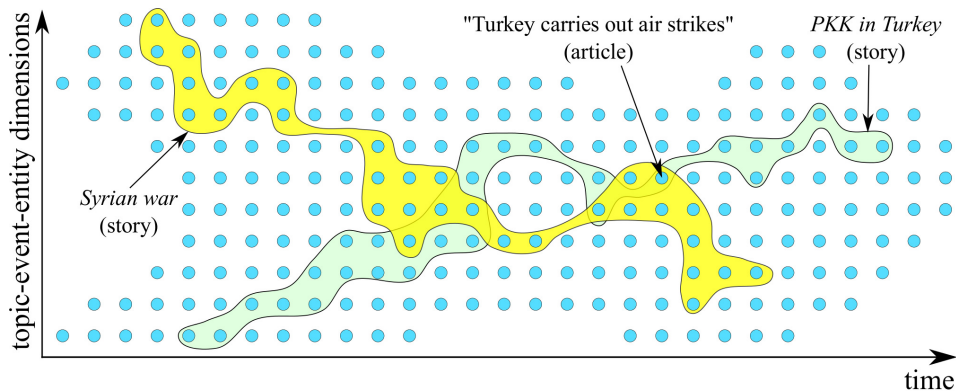 "Turkey carries out air strikes"
(article)
PKK in Turkey
(story)
topic-event-entity dimensions
Syrian war
(story)
time